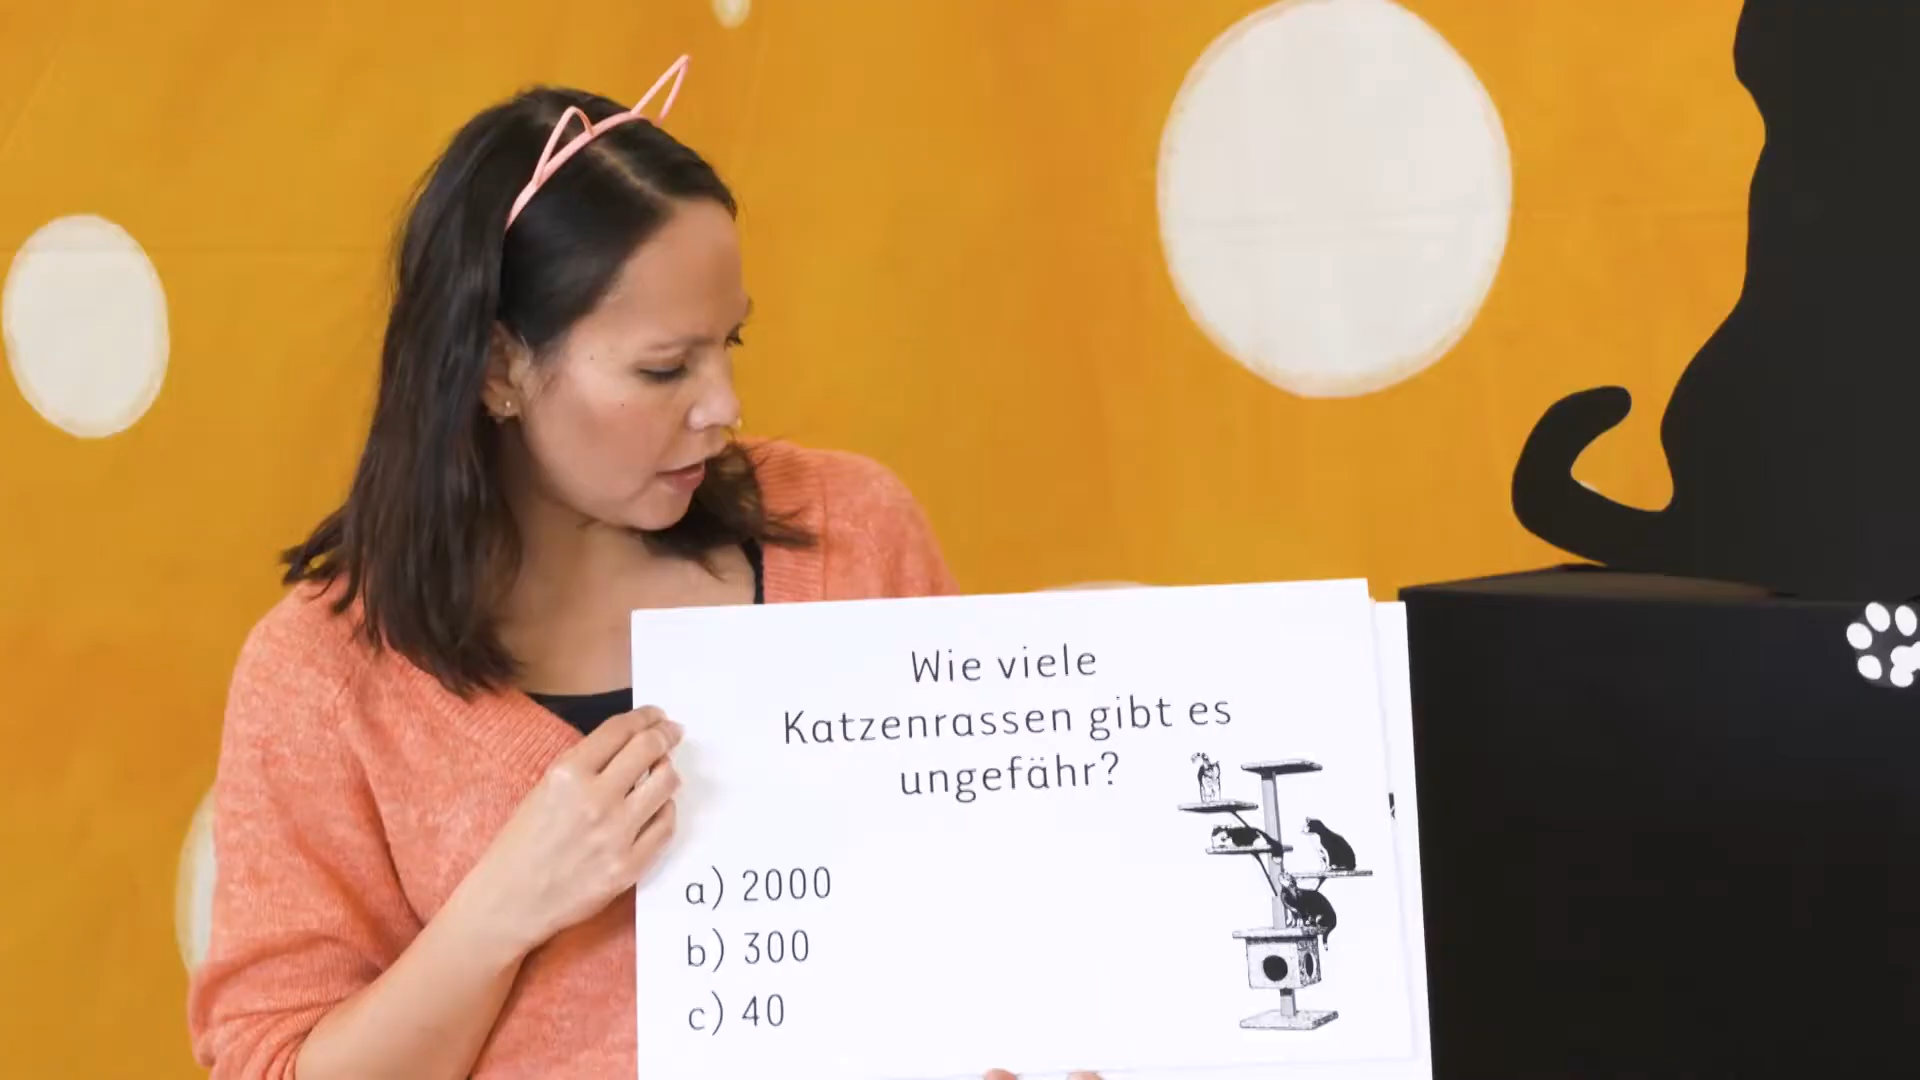 Wie viele
Katzenrassen gibt es
ungefähr?
a) 2000
b) 300
c) 40